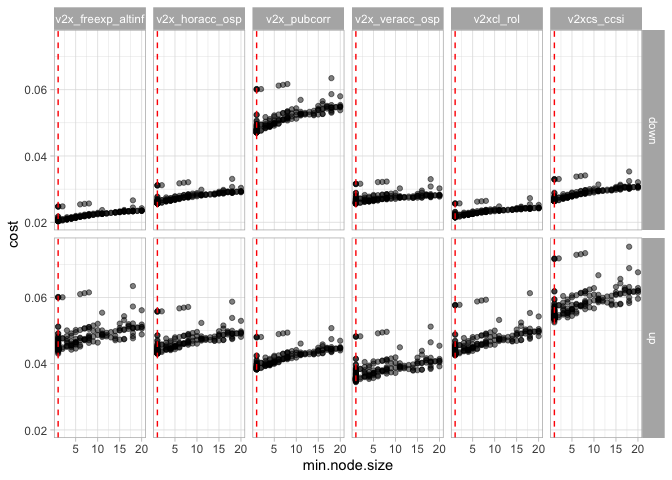 v2x_freexp_altinf v2x_horacc_osp v2x_pubcorr v2x_veracc_osp v2xcl_rol v2xcs_ccsi
0.06
0.04
0.02
down
cost
0.06
0.04
0.02
up
5 10 15 20 5 10 15 20 5 10 15 20 5 10 15 20 5 10 15 20 5 10 15 20
min.node.size